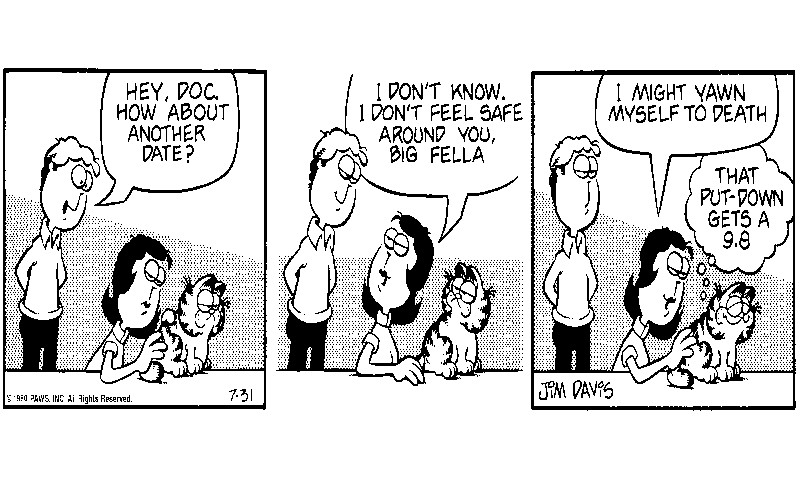 HEY, DOC.
HOW ABOUT
ANOTHER
DATE?
© 1980 PAWS, INC. All Rights Reserved.
7-31
I DON'T KNOW.
I DON'T FEEL SAFE
AROUND YOU,
BIG FELLA
I MIGHT YAWN
MYSELF TO DEATH
THAT
PUT-DOWN
GETS A
9.8
JIM DAVIS